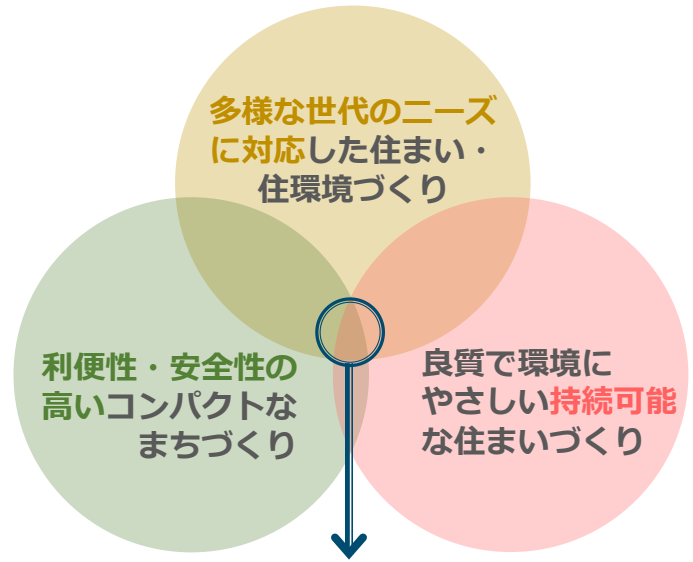 多様な世代のニーズ
に対応した住まい・
住環境づくり
利便性・安全性の
高いコンパクトな
まちづくり
良質で環境に
やさしい持続可能
な住まいづくり